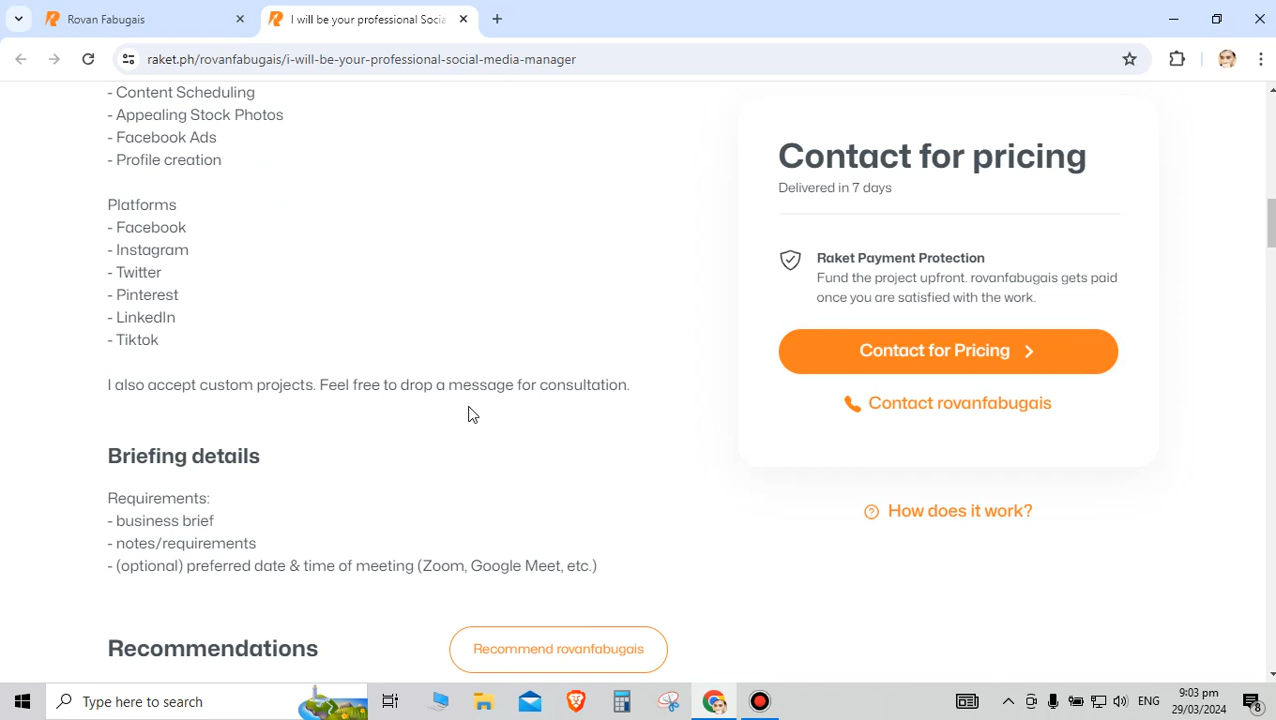 Rovan Fabugais
I will be your professional Socia
raket.ph/rovanfabugais/i-will-be-your-professional-social-media-manager
- Content Scheduling
- Appealing Stock Photos
- Facebook Ads
- Profile creation
Platforms
- Facebook
- Instagram
- Twitter
- Pinterest
- LinkedIn
- Tiktok
I also accept custom projects. Feel free to drop a message for consultation.
Briefing details
Requirements:
- business brief
- notes/requirements
- (optional) preferred date & time of meeting (Zoom, Google Meet, etc.)
Recommendations
Recommend rovanfabugais
Contact for pricing
Delivered in 7 days
Raket Payment Protection
Fund the project upfront. rovanfabugais gets paid
once you are satisfied with the work.
Contact for Pricing
Contact rovanfabugais
How does it work?
Type here to search
ENG
9:03 pm
29/03/2024
8